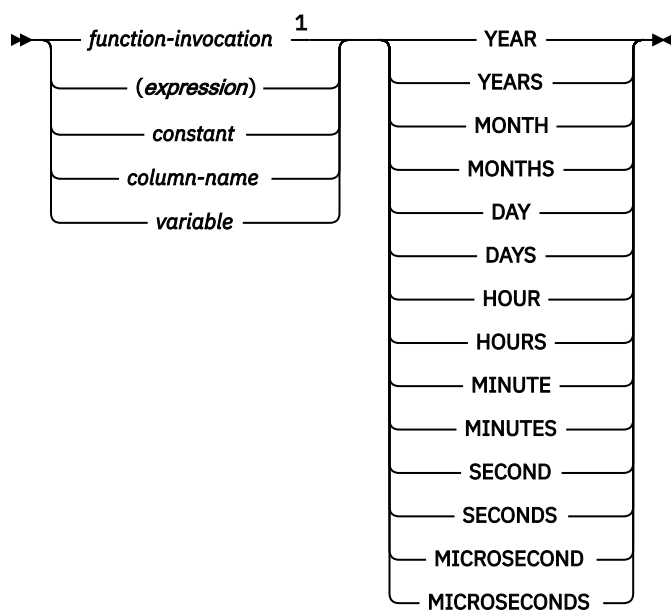 function-invocation 1
(expression)
constant
column-name
variable
YEAR
YEARS
MONTH
MONTHS
DAY
DAYS
HOUR
HOURS
MINUTE
MINUTES
SECOND
SECONDS
MICROSECOND
MICROSECONDS